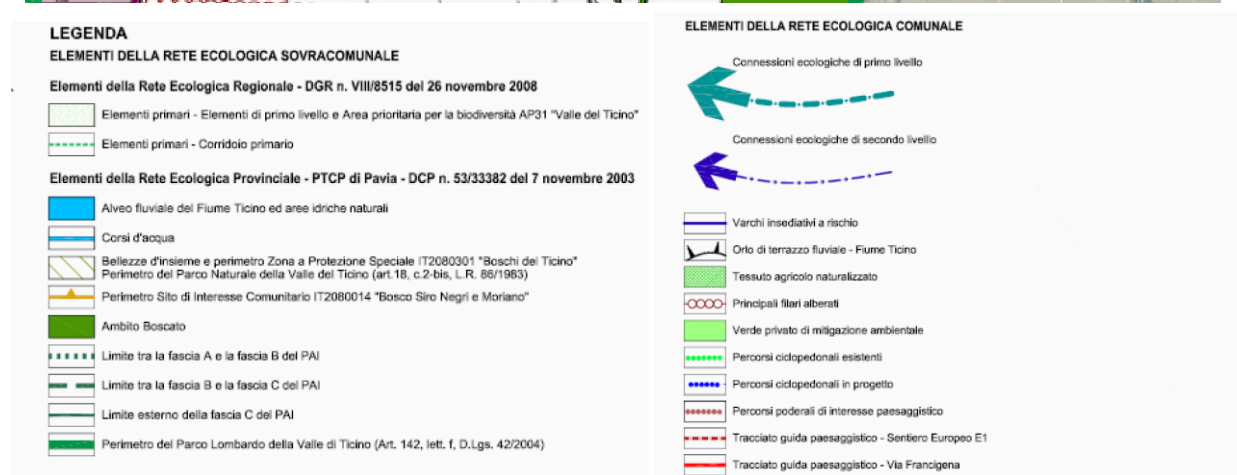 LEGENDA
ELEMENTI DELLA RETE ECOLOGICA SOVRACOMUNALE
Elementi della Rete Ecologica Regionale - DGR n. VIII/8515 del 26 novembre 2008
Elementi primari - Elementi di primo livello e Area prioritaria per la biodiversità AP31 "Valle del Ticino"
Elementi primari - Corridoio primario
Elementi della Rete Ecologica Provinciale - PTCP di Pavia - DCP n. 53/33382 del 7 novembre 2003
Alveo fluviale del Fiume Ticino ed aree idriche naturali
Corsi d'acqua
Bellezze d'insieme e perimetro Zona a Protezione Speciale IT2080301 "Boschi del Ticino"
Perimetro del Parco Naturale della Valle del Ticino (art.18, c.2-bis, L.R. 86/1983)
Perimetro Sito di Interesse Comunitario IT2080014 "Bosco Siro Negri e Moriano"
Ambito Boscato
Limite tra la fascia A e la fascia B del PAI
Limite tra la fascia B e la fascia C del PAI
Limite esterno della fascia C del PAI
Perimetro del Parco Lombardo della Valle di Ticino (Art. 142, lett. f, D.Lgs. 42/2004)
ELEMENTI DELLA RETE ECOLOGICA COMUNALE
Connessioni ecologiche di primo livello
Connessioni ecologiche di secondo livello
Varchi insediativi a rischio
Orlo di terrazzo fluviale - Fiume Ticino
Tessuto agricolo naturalizzato
Principali filari alberati
Verde privato di mitigazione ambientale
Percorsi ciclopedonali esistenti
Percorsi ciclopedonali in progetto
Percorsi poderali di interesse paesaggistico
Tracciato guida paesaggistico - Sentiero Europeo E1
Tracciato guida paesaggistico - Via Francigena